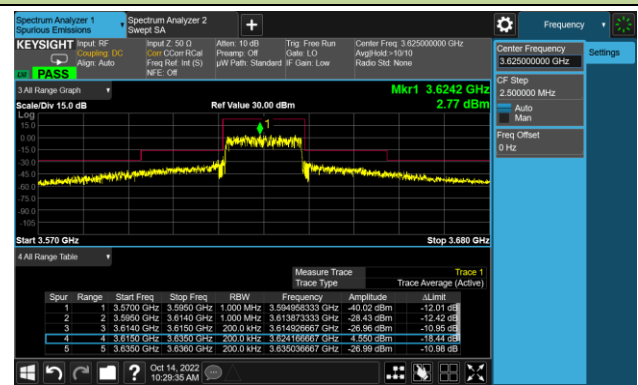 Spectrum Analyzer 1
Spurious Emissions
Spectrum Analyzer 2
Swept SA
Frequency
KEYSIGHT Input: RF
Coupling: DC
Align: Auto
PASS
Input Z: 50 Ω
Corr CCorr RCal
Freq Ref: Int (S)
NFE: Off
Atten: 10 dB
Preamp: Off
µW Path: Standard
Trig: Free Run
Gate: LO
IF Gain: Low
Center Freq: 3.625000000 GHz
Avg|Hold:>10/10
Radio Std: None
Center Frequency
3.625000000 GHz
Settings
CF Step
2.500000 MHz
Auto
Man
Freq Offset
0 Hz
3 All Range Graph
Mkr1 3.6242 GHz
2.77 dBm
Scale/Div 15.0 dB
Ref Value 30.00 dBm
Log
15.0
0.00
-15.0
-30.0
-45.0
-60.0
-75.0
-90.0
-105
1
Start 3.570 GHz
Stop 3.680 GHz
4 All Range Table
Measure Trace Trace 1
Trace Type Trace Average (Active)
Spur Range Start Freq Stop Freq RBW Frequency Amplitude ΔLimit
1 1 3.5700 GHz 3.5950 GHz 1.000 MHz 3.594958333 GHz -40.02 dBm -12.01 dB
2 2 3.5950 GHz 3.6140 GHz 1.000 MHz 3.613873333 GHz -28.43 dBm -12.42 dB
3 3 3.6140 GHz 3.6150 GHz 200.0 kHz 3.614926667 GHz -26.96 dBm -10.95 dB
4 4 3.6150 GHz 3.6350 GHz 200.0 kHz 3.624166667 GHz 4.550 dBm -18.44 dB
5 5 3.6350 GHz 3.6360 GHz 200.0 kHz 3.635036667 GHz -26.99 dBm -10.98 dB
Oct 14, 2022
10:29:35 AM